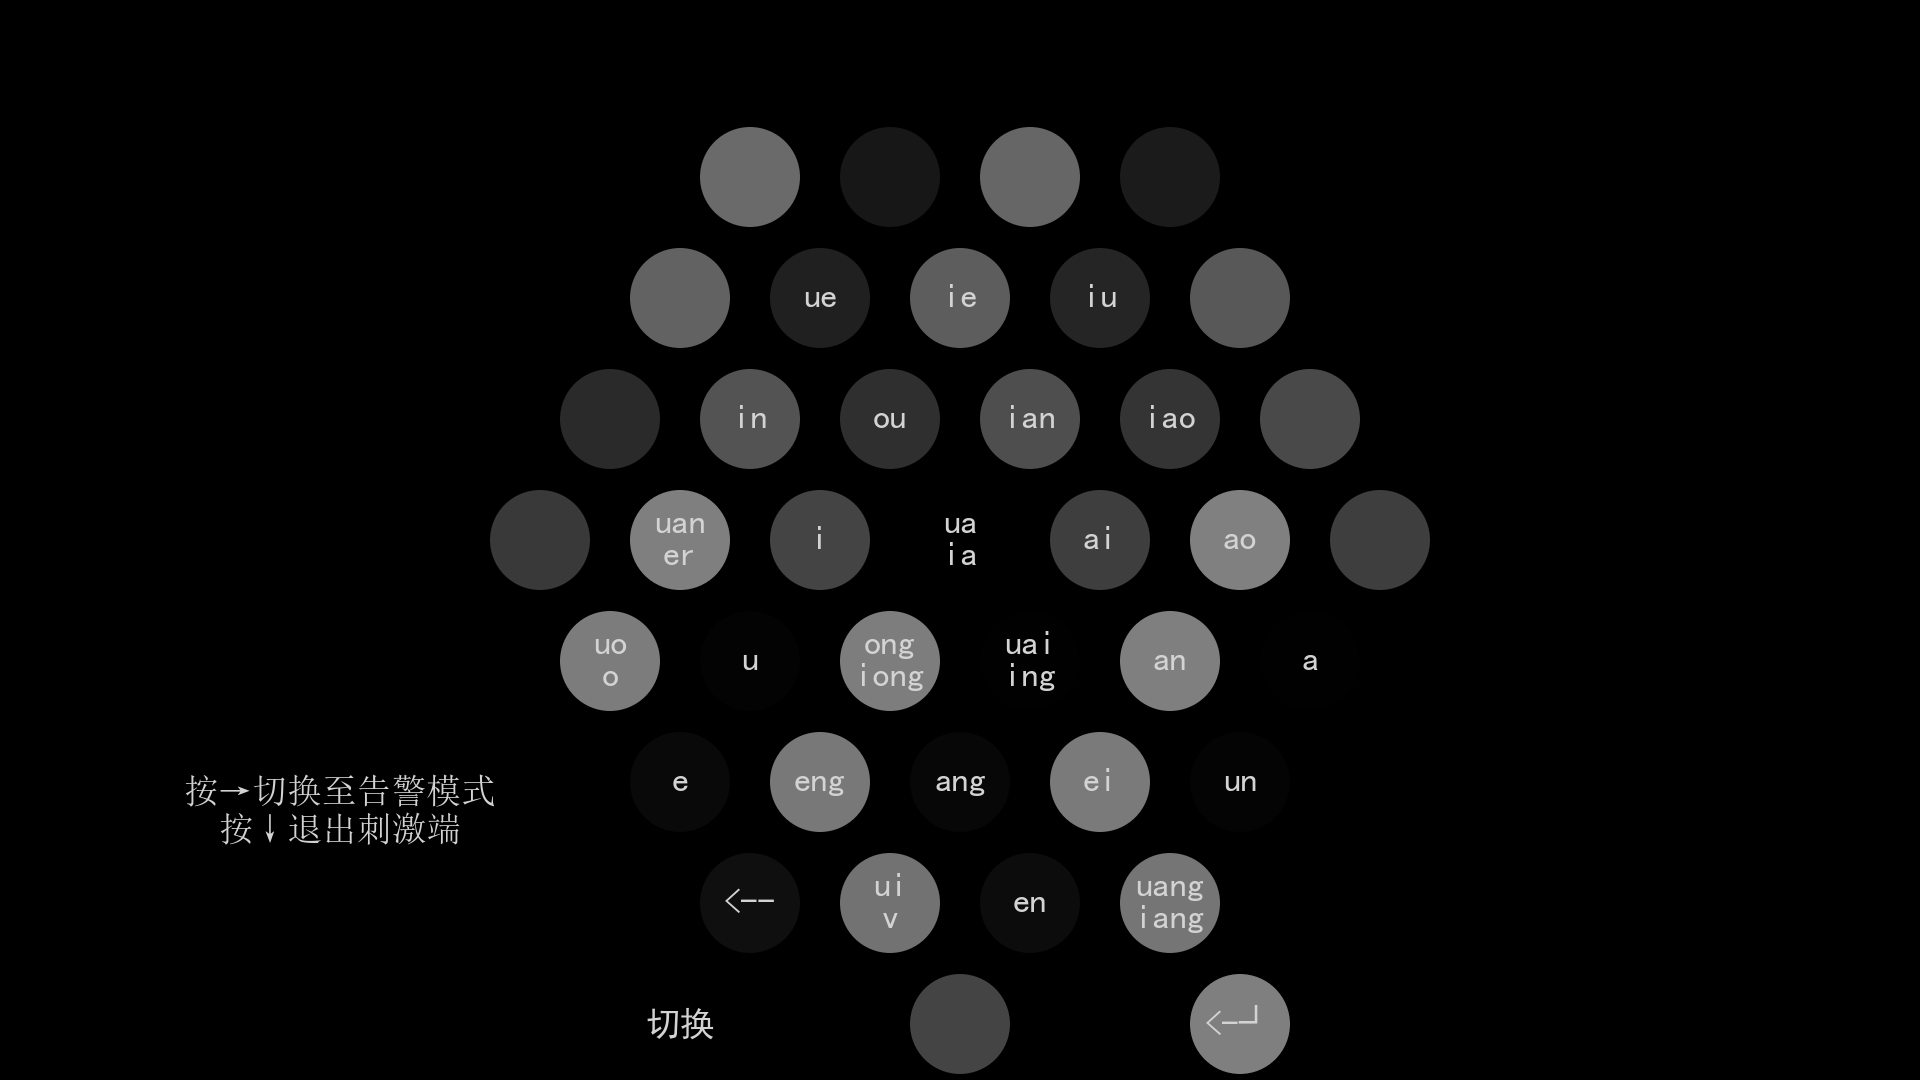 ue ie iu
in ou ian iao
uan
er
i
ua
ia
ai
ao
uo
o
u
ong
iong
uai
ing
an
a
e eng ang ei un
按→切换至告警模式
按↓退出刺激端
<--
ui
v
en
uang
iang
切换
<-┘